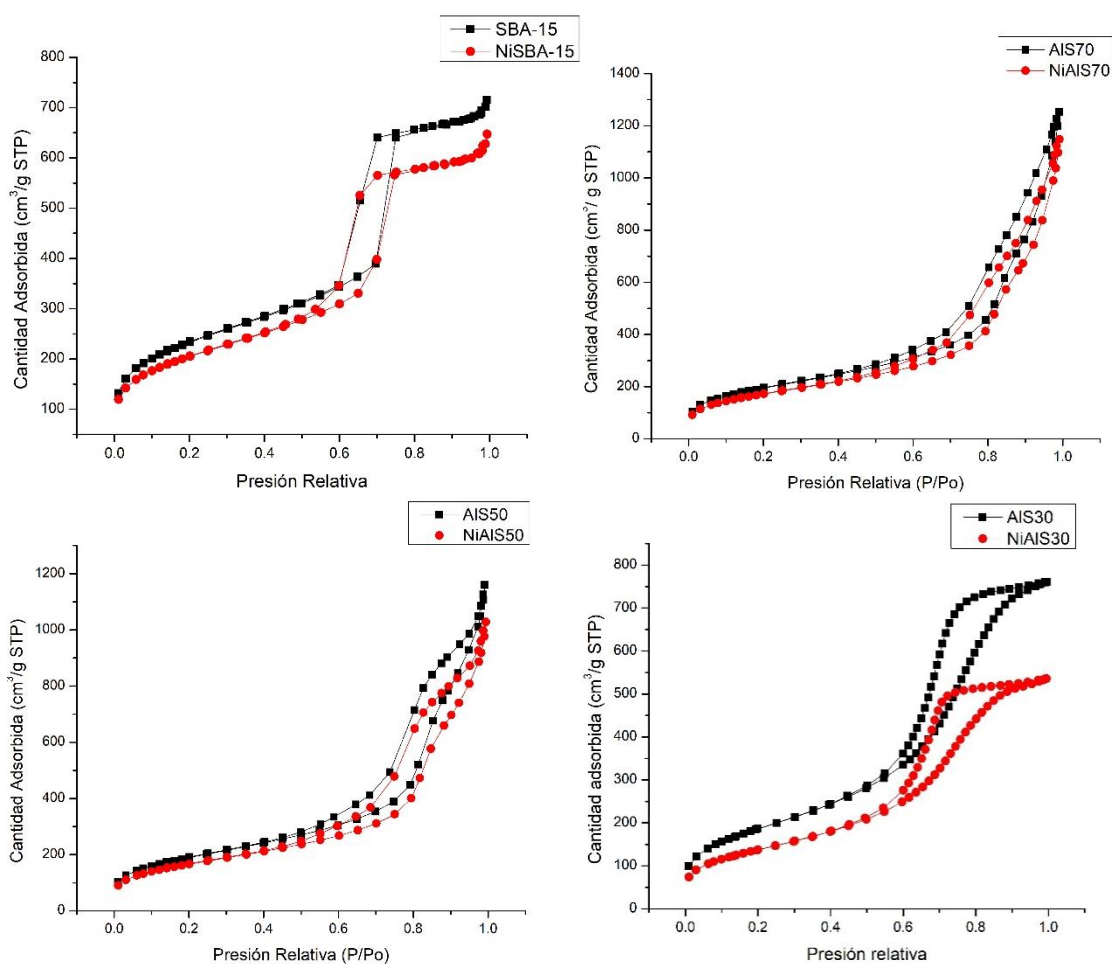 SBA-15
NiSBA-15
800
700
600
500
400
300
200
100
Cantidad Adsorbida (cm³/g STP)
0.0 0.2 0.4 0.6 0.8 1.0
Presión Relativa
AlS70
NiAlS70
1400
1200
1000
800
600
400
200
0
Cantidad Adsorbida (cm³/ g STP)
0.0 0.2 0.4 0.6 0.8 1.0
Presión Relativa (P/Po)
AlS50
NiAlS50
1200
1000
800
600
400
200
0
Cantidad Adsorbida (cm³/g STP)
0.0 0.2 0.4 0.6 0.8 1.0
Presión Relativa (P/Po)
AlS30
NiAlS30
800
700
600
500
400
300
200
100
0
Cantidad adsorbida (cm³/g STP)
0.0 0.2 0.4 0.6 0.8 1.0
Presión relativa